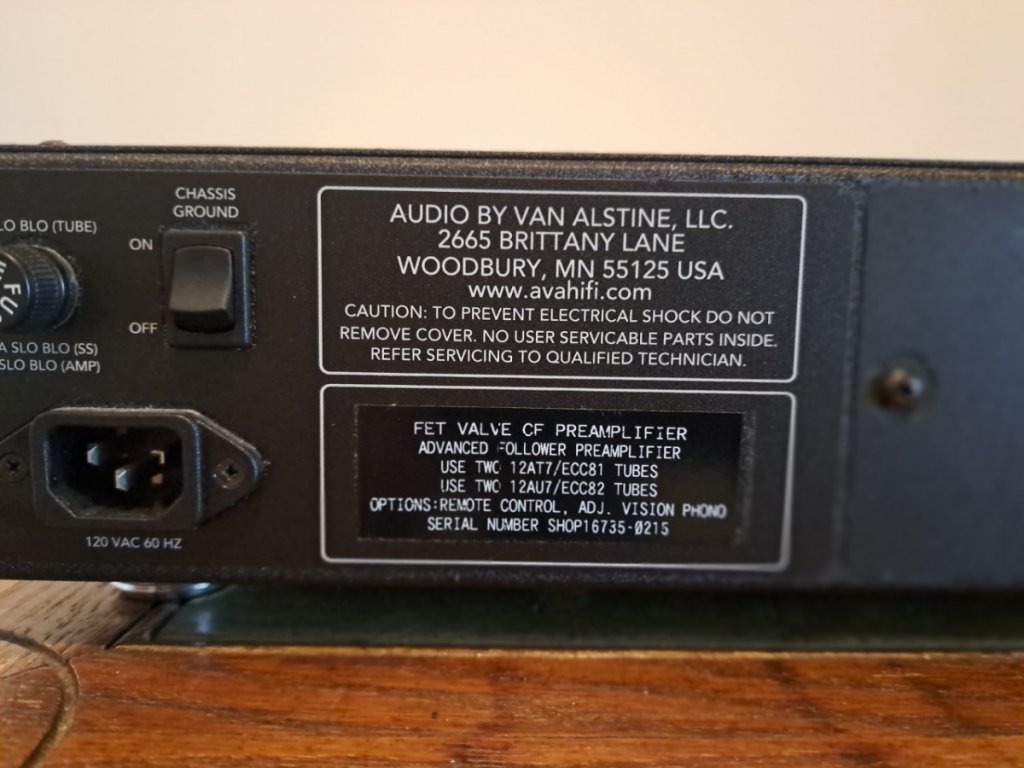 CHASSIS
GROUND
LO BLO (TUBE)
ON
FU
OFF
A SLO BLO (SS)
SLO BLO (AMP)
120 VAC 60 HZ
AUDIO BY VAN ALSTINE, LLC.
2665 BRITTANY LANE
WOODBURY, MN 55125 USA
www.avahifi.com
CAUTION: TO PREVENT ELECTRICAL SHOCK DO NOT
REMOVE COVER. NO USER SERVICABLE PARTS INSIDE.
REFER SERVICING TO QUALIFIED TECHNICIAN.
FET VALVE CF PREAMPLIFIER
ADVANCED FOLLOWER PREAMPLIFIER
USE TWO 12AT7/ECC81 TUBES
USE TWO 12AU7/ECC82 TUBES
OPTIONS:REMOTE CONTROL, ADJ. VISION PHONO
SERIAL NUMBER SHOP16735-0215